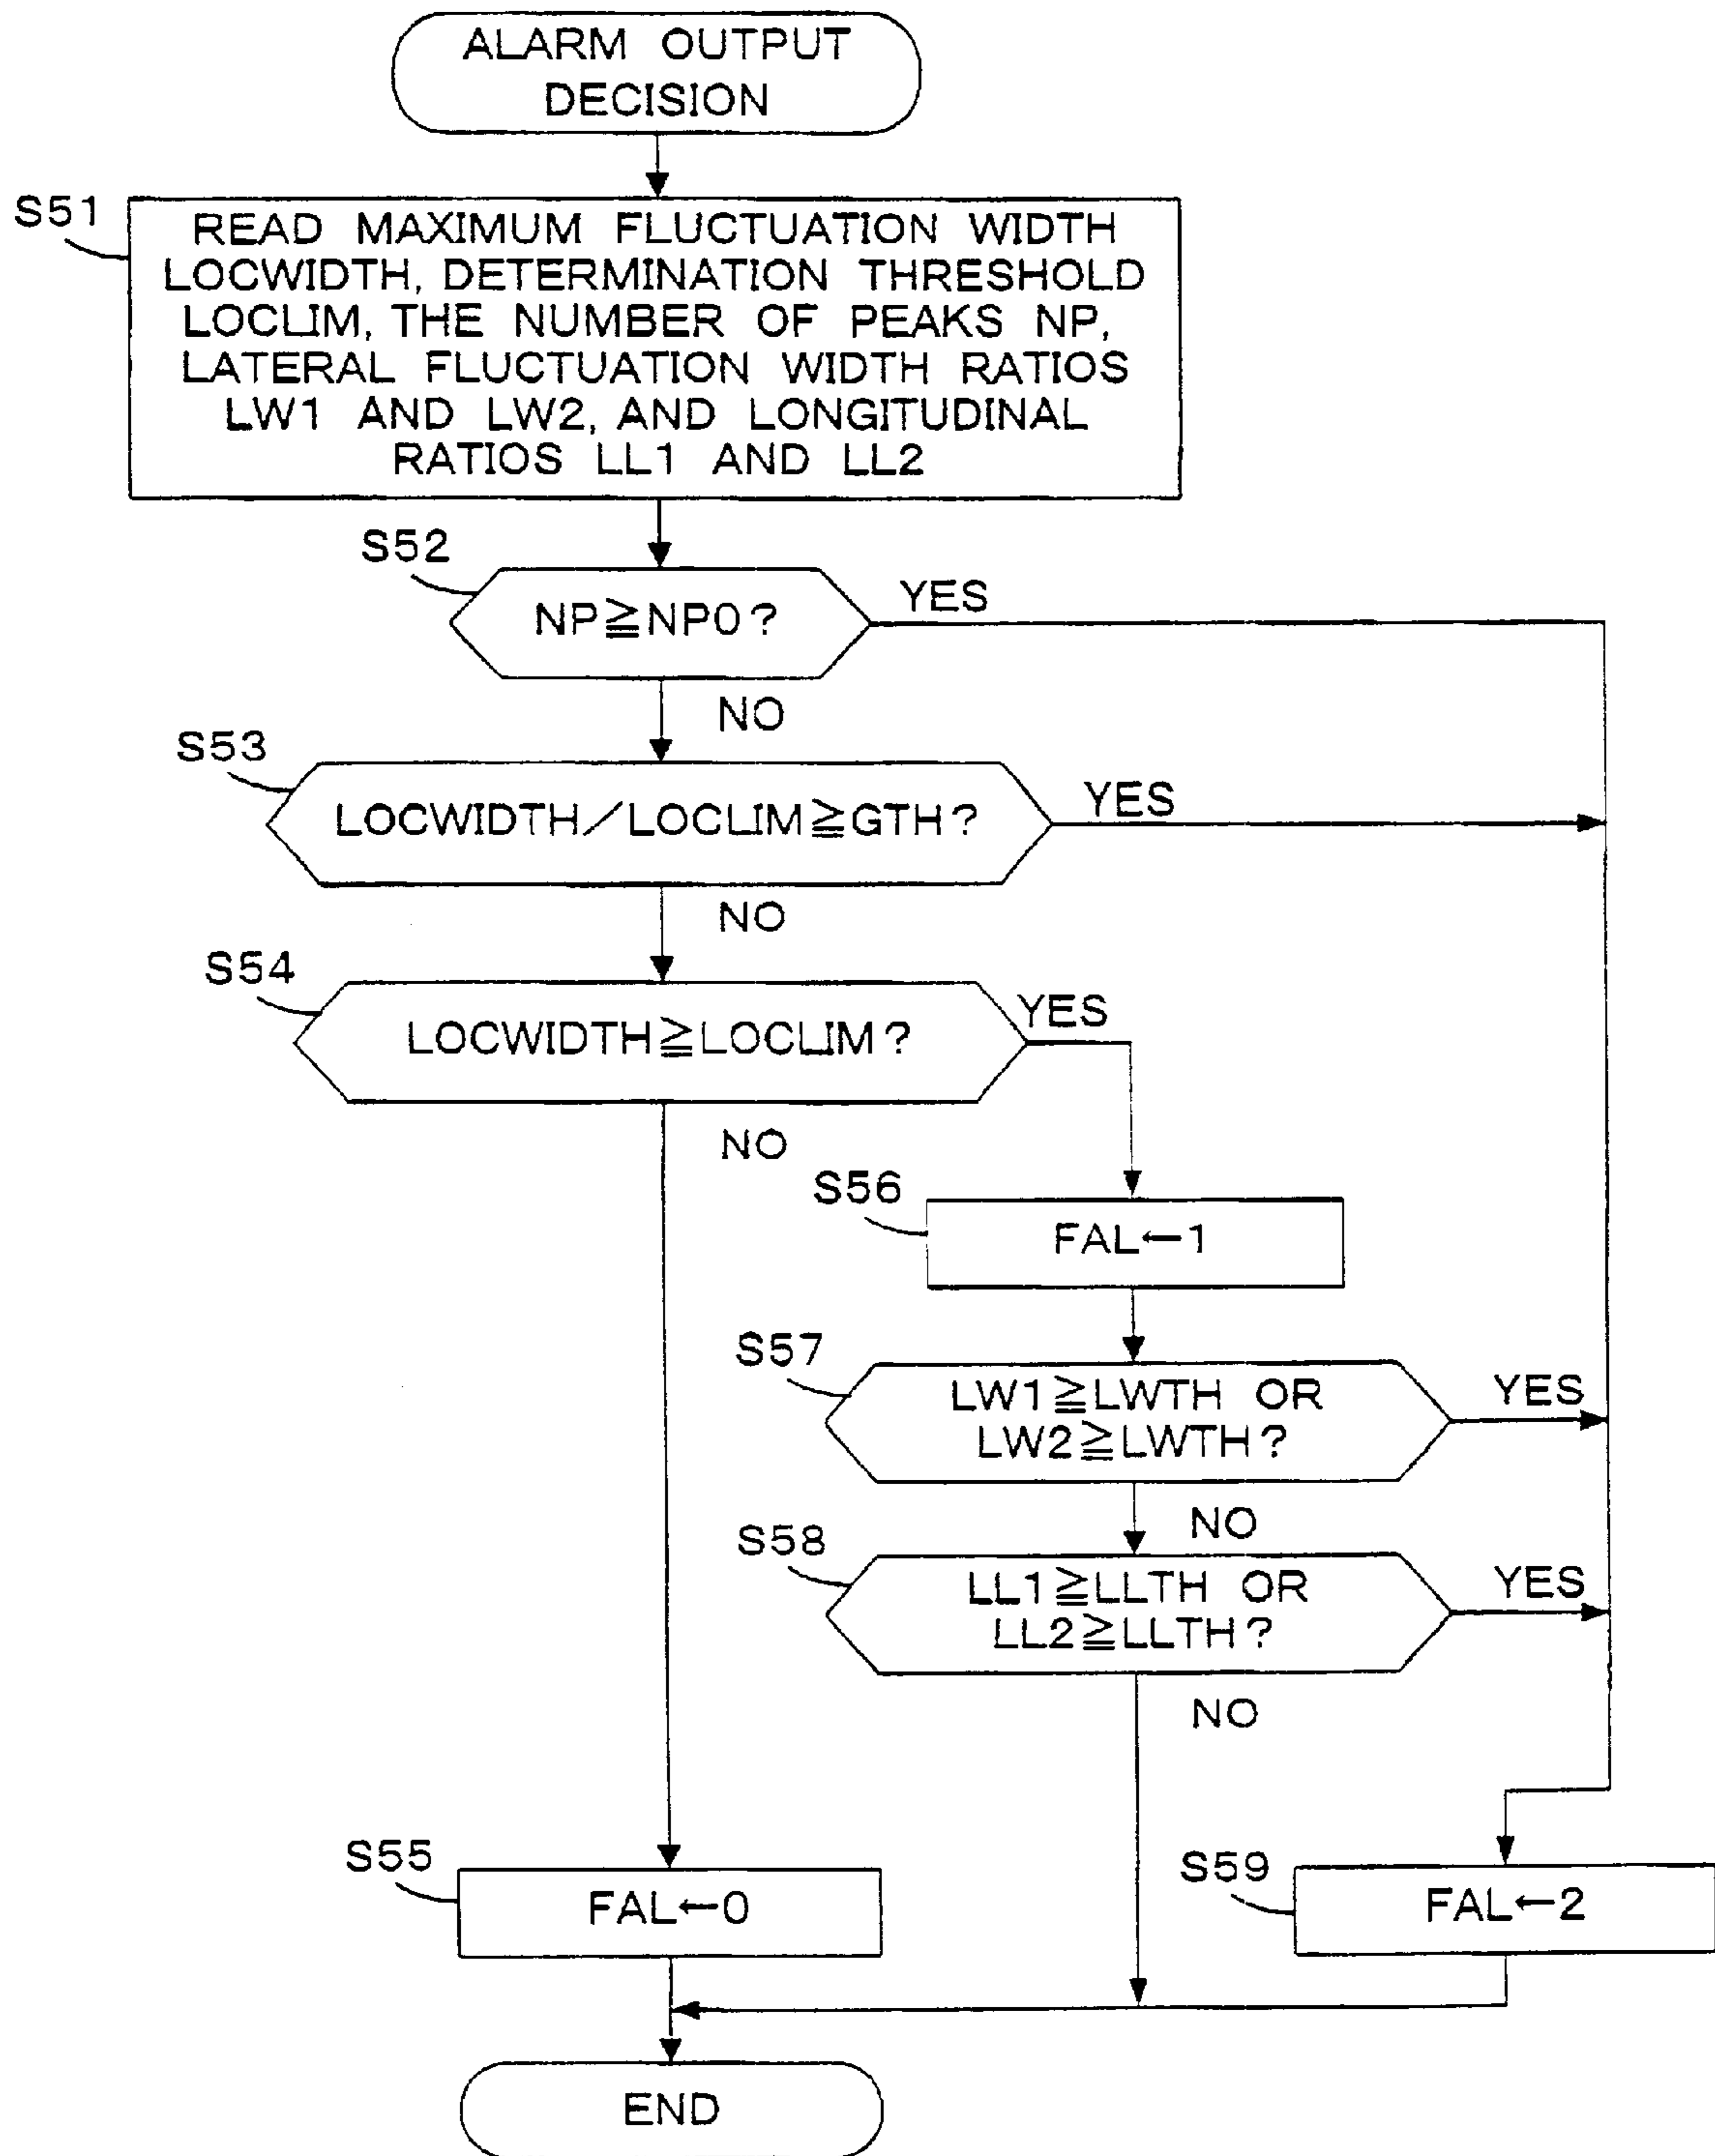 ALARM OUTPUT
DECISION
S51
READ MAXIMUM FLUCTUATION WIDTH
LOCWIDTH, DETERMINATION THRESHOLD
LOCLIM, THE NUMBER OF PEAKS NP,
LATERAL FLUCTUATION WIDTH RATIOS
LW1 AND LW2, AND LONGITUDINAL
RATIOS LL1 AND LL2
S52
NP≧NP0?
YES
NO
S53
LOCWIDTH/LOCLIM≧GTH?
YES
NO
S54
LOCWIDTH≧LOCLIM?
YES
NO
S56
FAL←1
S57
LW1≧LWTH OR
LW2≧LWTH?
YES
NO
S58
LL1≧LLTH OR
LL2≧LLTH?
YES
NO
S55
FAL←0
S59
FAL←2
END